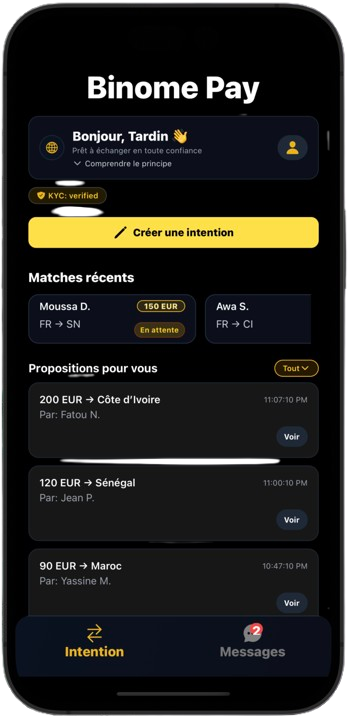 Binome Pay
Bonjour, Tardin 👋
Prêt à échanger en toute confiance
Comprendre le principe
KYC: verified
Créer une intention
Matches récents
Moussa D.
150 EUR
FR → SN
En attente
Awa S.
FR → CI
Propositions pour vous
Tout
200 EUR → Côte d'Ivoire
11:07:10 PM
Par: Fatou N.
Voir
120 EUR → Sénégal
11:00:10 PM
Par: Jean P.
Voir
90 EUR → Maroc
10:47:10 PM
Par: Yassine M.
Voir
2
Intention
Messages